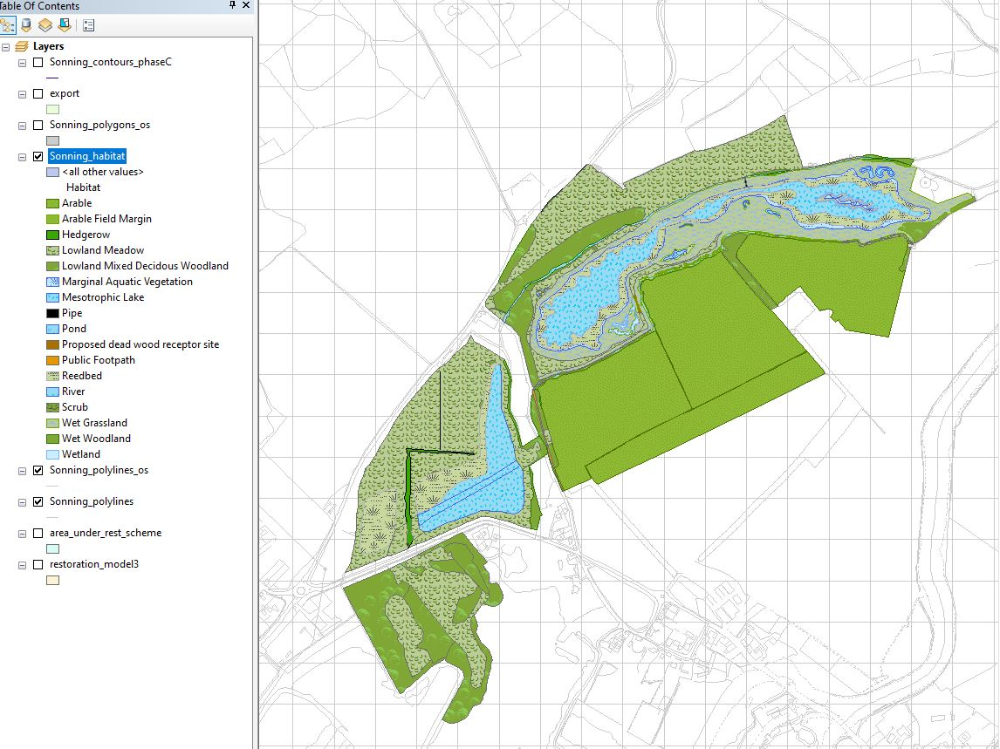 Table Of Contents
Layers
Sonning_contours_phaseC
export
Sonning_polygons_os
Sonning_habitat
<all other values>
Habitat
Arable
Arable Field Margin
Hedgerow
Lowland Meadow
Lowland Mixed Decidous Woodland
Marginal Aquatic Vegetation
Mesotrophic Lake
Pipe
Pond
Proposed dead wood receptor site
Public Footpath
Reedbed
River
Scrub
Wet Grassland
Wet Woodland
Wetland
Sonning_polylines_os
Sonning_polylines
area_under_rest_scheme
restoration_model3